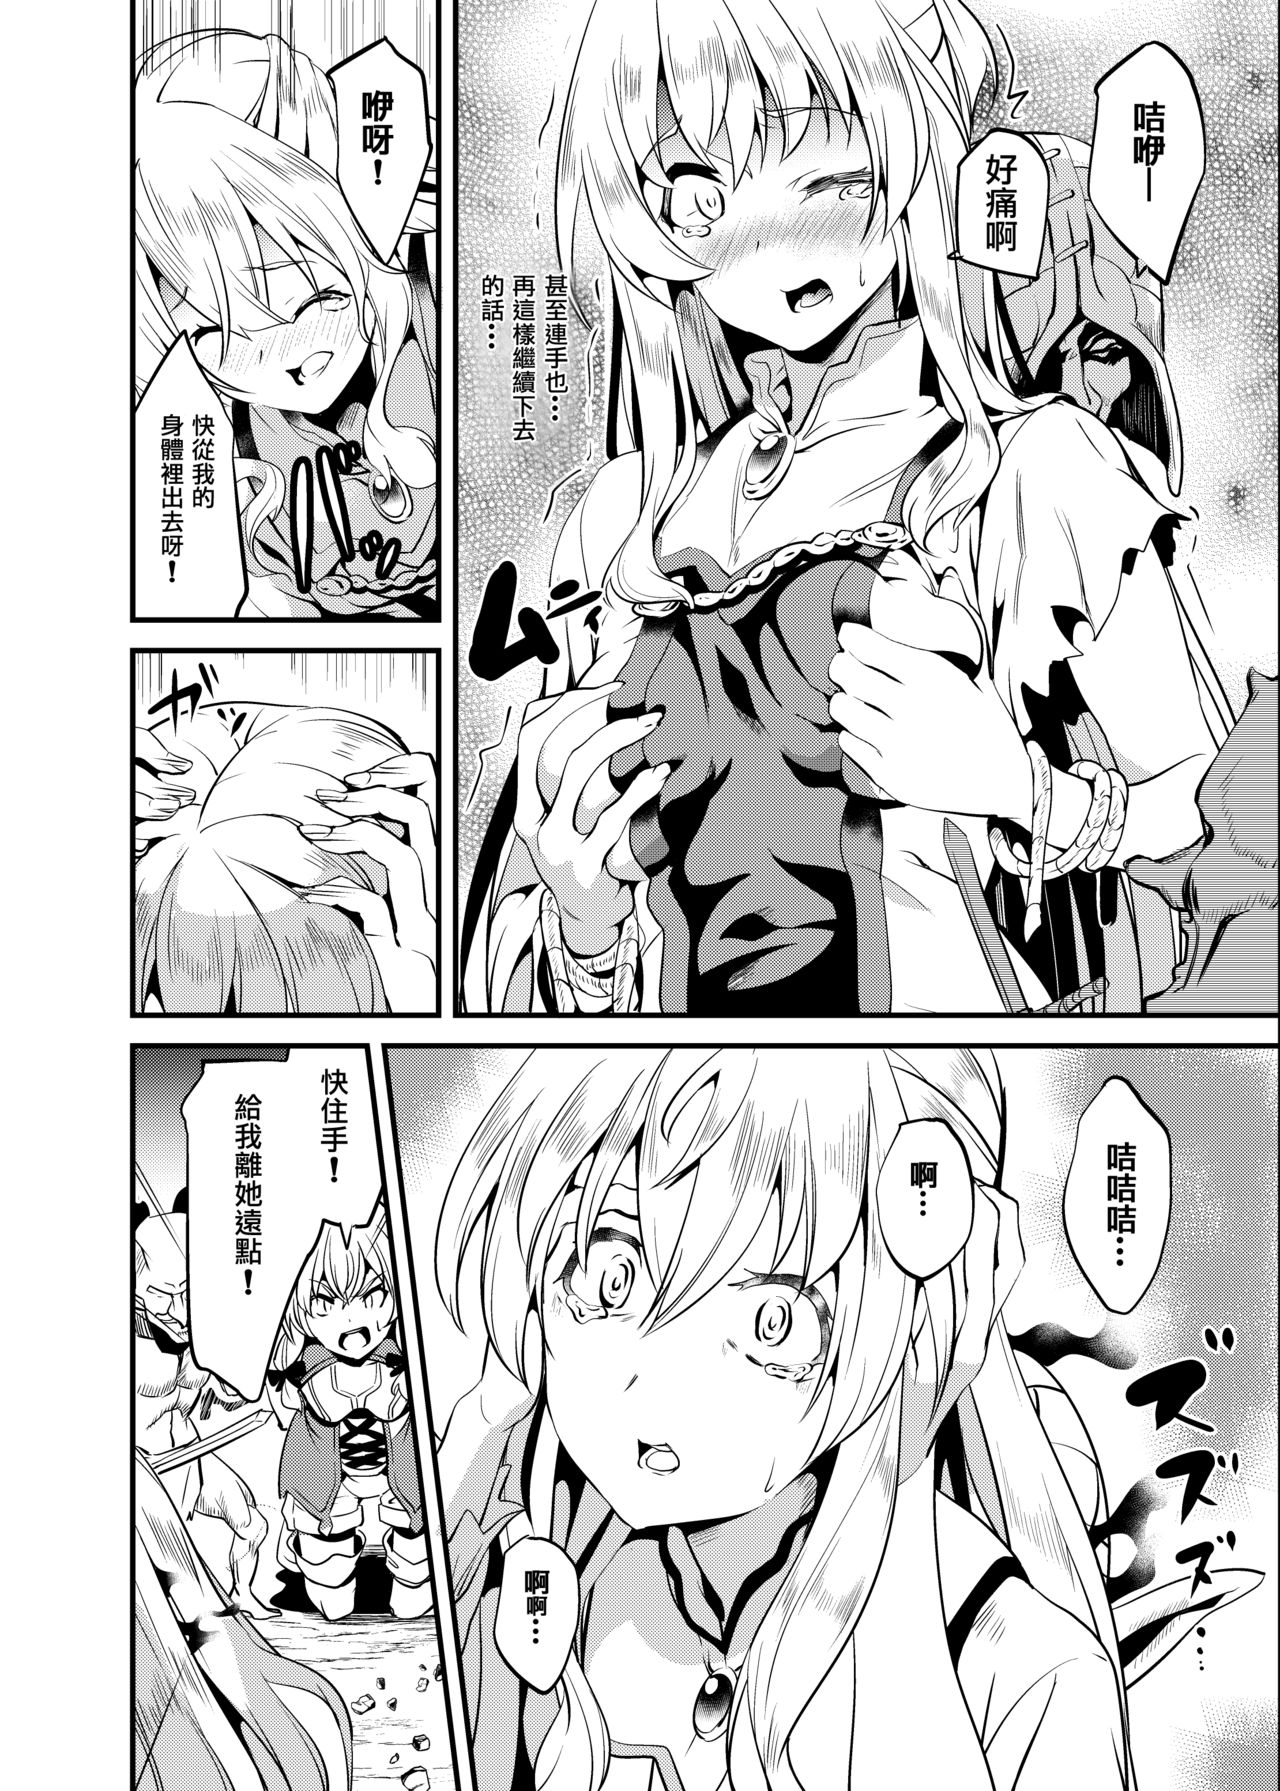 咕咿—
好痛啊
甚至連手也…
再這樣繼續下去
的話…
ムギュ
咿呀！
快從我的
身體裡出去呀！
ガッ
咕咕咕…
啊…
ズズズ…
啊啊…
快住手！
給我離她遠點！